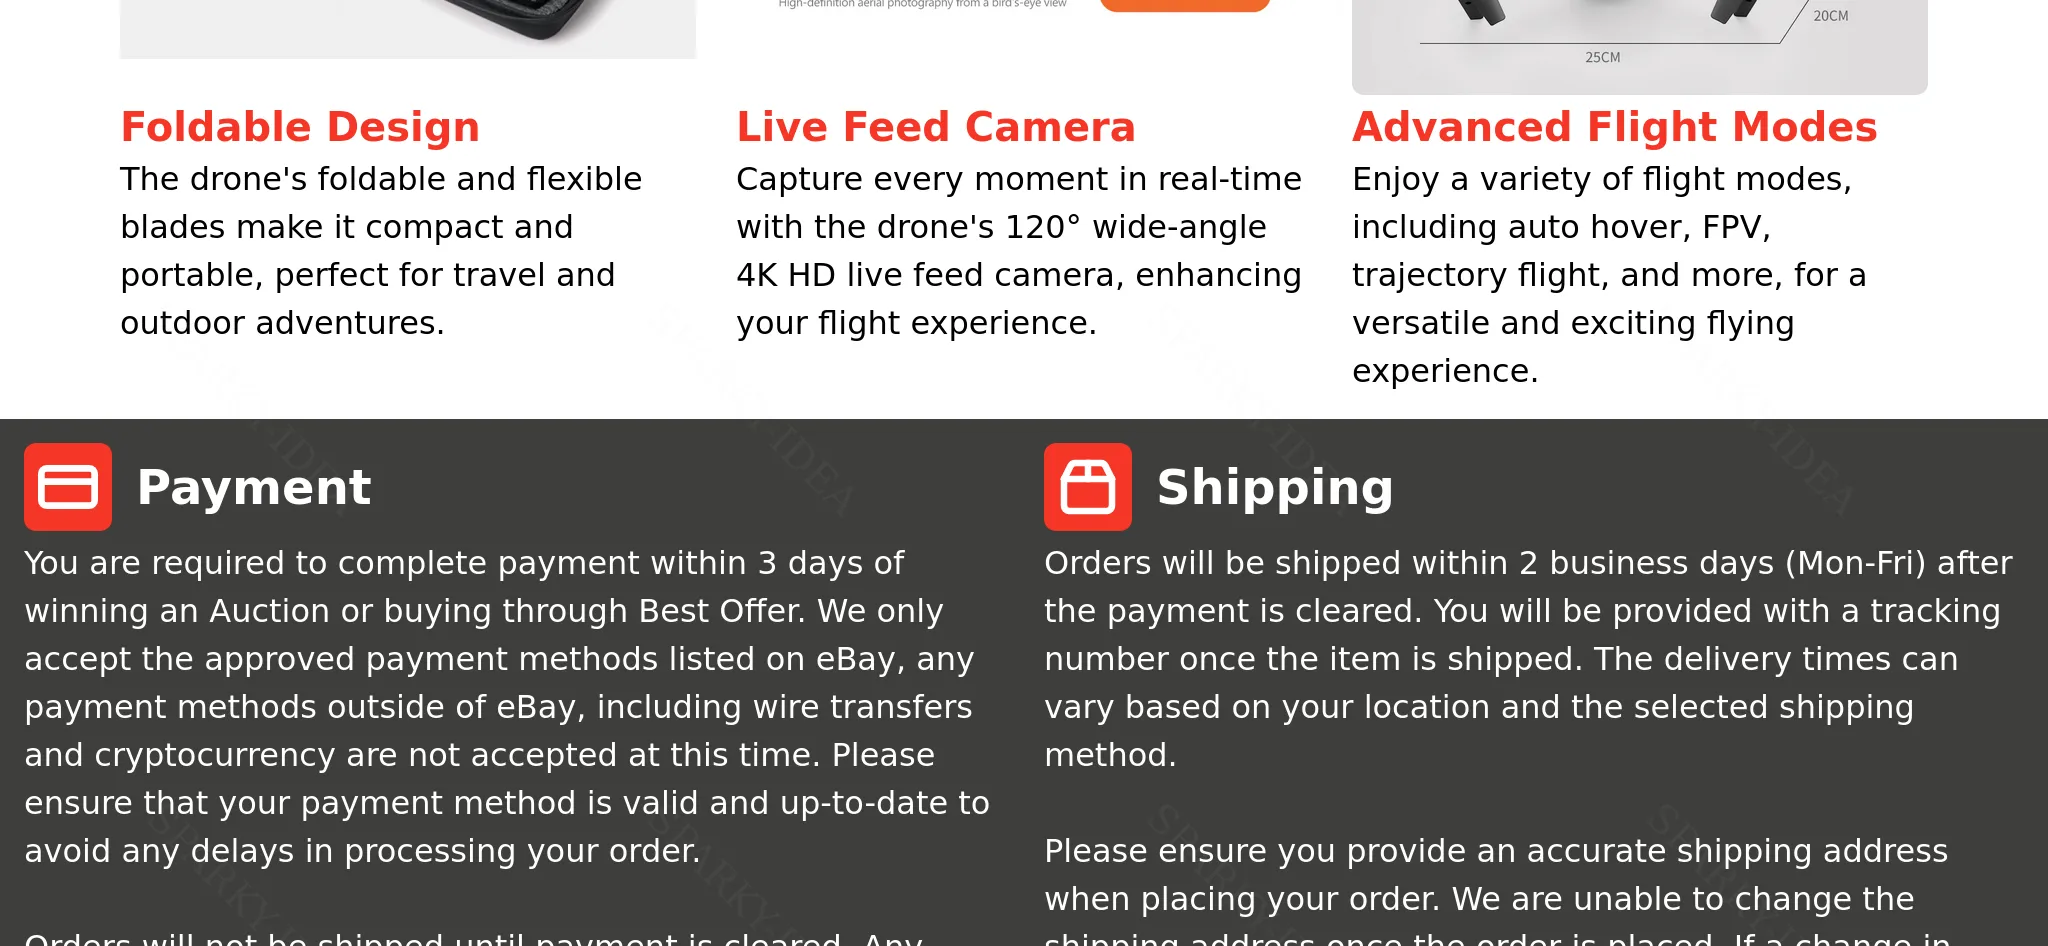 High-definition aerial photography from a bird's-eye view
20CM
25CM
Foldable Design
The drone's foldable and flexible
blades make it compact and
portable, perfect for travel and
outdoor adventures.
Live Feed Camera
Capture every moment in real-time
with the drone's 120° wide-angle
4K HD live feed camera, enhancing
your flight experience.
Advanced Flight Modes
Enjoy a variety of flight modes,
including auto hover, FPV,
trajectory flight, and more, for a
versatile and exciting flying
experience.
Payment
You are required to complete payment within 3 days of
winning an Auction or buying through Best Offer. We only
accept the approved payment methods listed on eBay, any
payment methods outside of eBay, including wire transfers
and cryptocurrency are not accepted at this time. Please
ensure that your payment method is valid and up-to-date to
avoid any delays in processing your order.
Orders will not be shipped until payment is cleared. Any
Shipping
Orders will be shipped within 2 business days (Mon-Fri) after
the payment is cleared. You will be provided with a tracking
number once the item is shipped. The delivery times can
vary based on your location and the selected shipping
method.
Please ensure you provide an accurate shipping address
when placing your order. We are unable to change the
shipping address once the order is placed. If a change in
SPARKY-IDEA
SPARKY-IDEA
SPARKY-IDEA
SPARKY-IDEA